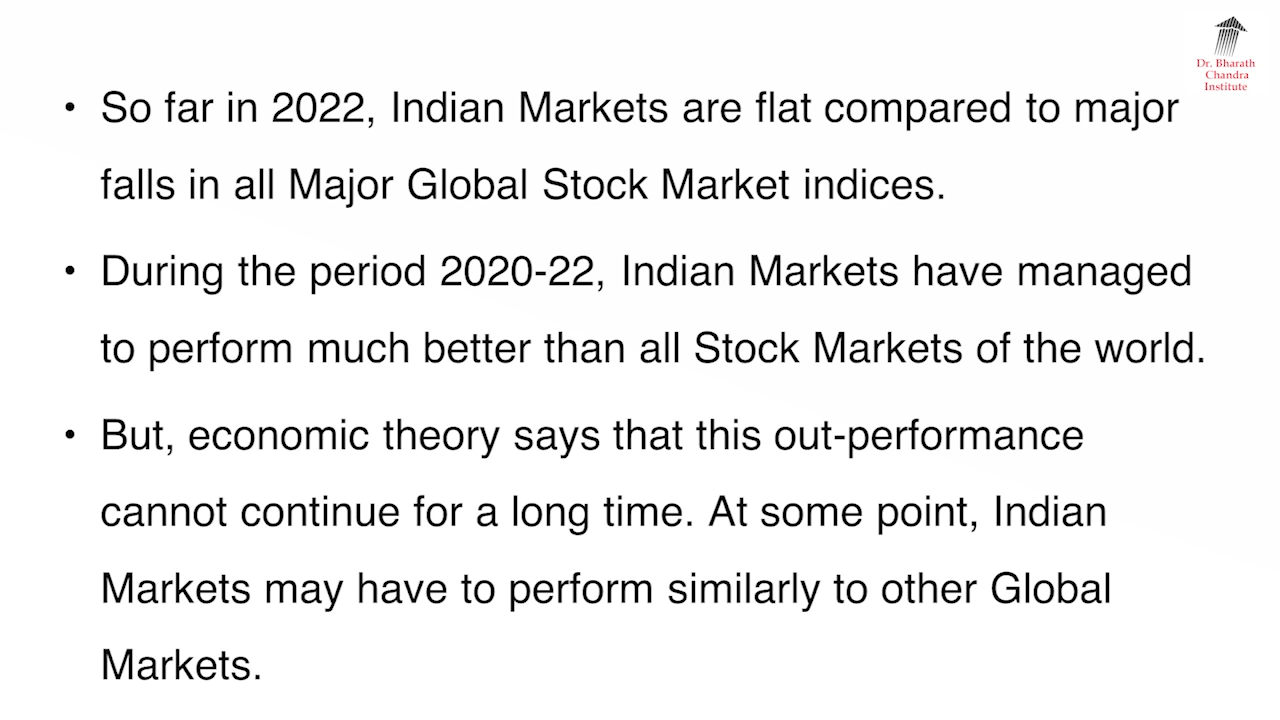 Dr. Bharath
Chandra
Institute
• So far in 2022, Indian Markets are flat compared to major
falls in all Major Global Stock Market indices.
• During the period 2020-22, Indian Markets have managed
to perform much better than all Stock Markets of the world.
• But, economic theory says that this out-performance
cannot continue for a long time. At some point, Indian
Markets may have to perform similarly to other Global
Markets.